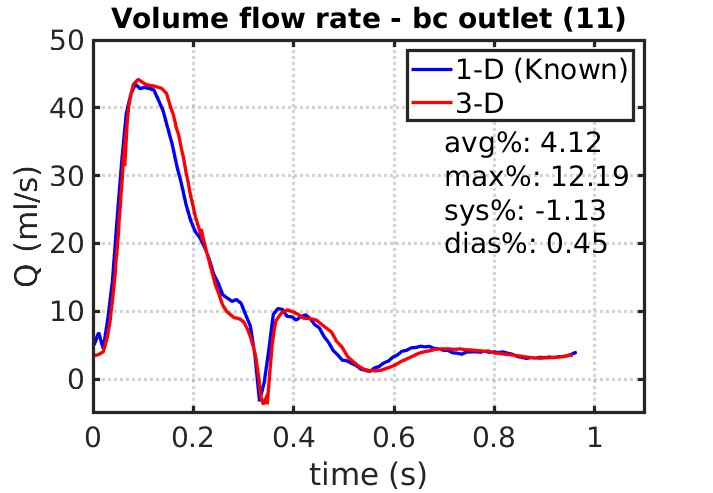 Volume flow rate - bc outlet (11)
50
40
30
20
10
0
Q (ml/s)
1-D (Known)
3-D
avg%: 4.12
max%: 12.19
sys%: -1.13
dias%: 0.45
0 0.2 0.4 0.6 0.8 1
time (s)